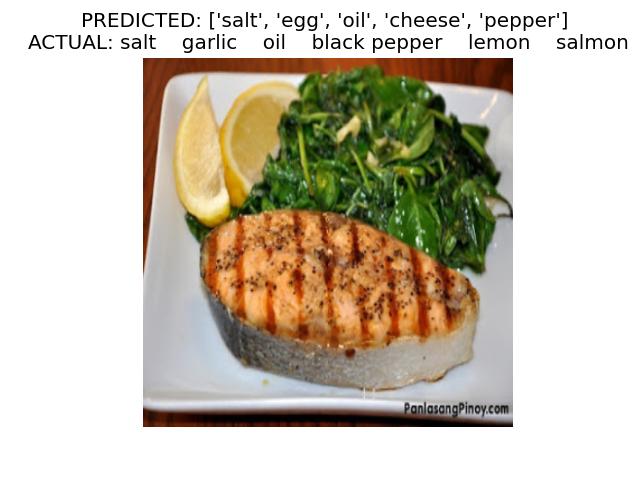 PREDICTED: ['salt', 'egg', 'oil', 'cheese', 'pepper']
ACTUAL: salt    garlic    oil    black pepper    lemon    salmon
PanlasangPinoy.com